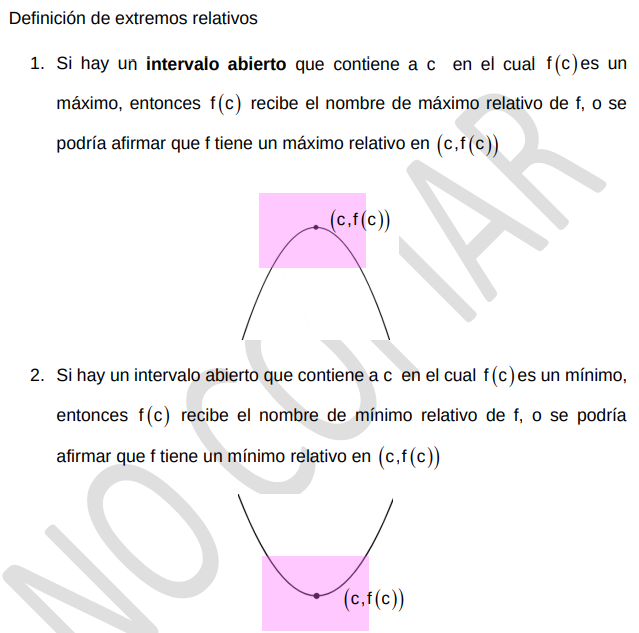 Definición de extremos relativos
1. Si hay un intervalo abierto que contiene a c en el cual f(c) es un
máximo, entonces f(c) recibe el nombre de máximo relativo de f, o se
podría afirmar que f tiene un máximo relativo en (c,f(c))
(c,f(c))
2. Si hay un intervalo abierto que contiene a c en el cual f(c) es un mínimo,
entonces f(c) recibe el nombre de mínimo relativo de f, o se podría
afirmar que f tiene un mínimo relativo en (c,f(c))
(c,f(c))
NO COPIAR